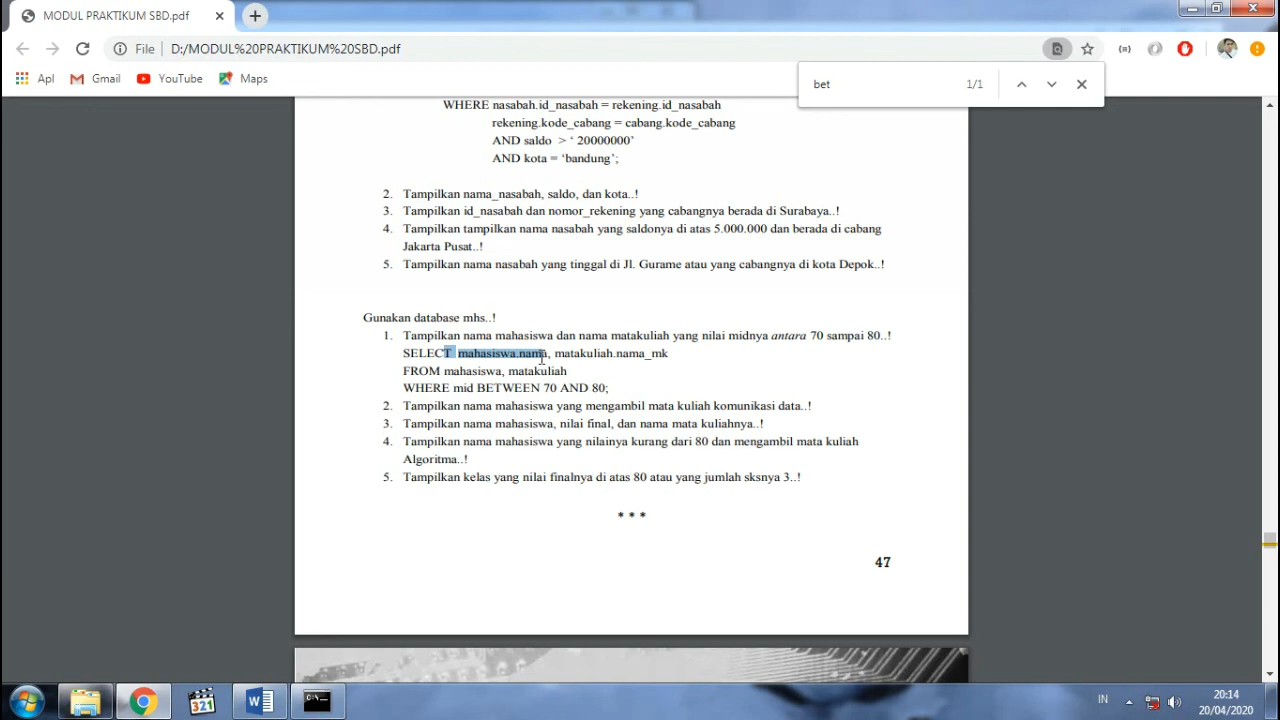 MODUL PRAKTIKUM SBD.pdf
File D:/MODUL%20PRAKTIKUM%20SBD.pdf
Apl Gmail YouTube Maps
bet 1/1
WHERE nasabah.id_nasabah = rekening.id_nasabah
rekening.kode_cabang = cabang.kode_cabang
AND saldo > ‘ 20000000’
AND kota = ‘bandung’;
2. Tampilkan nama_nasabah, saldo, dan kota..!
3. Tampilkan id_nasabah dan nomor_rekening yang cabangnya berada di Surabaya..!
4. Tampilkan tampilkan nama nasabah yang saldonya di atas 5.000.000 dan berada di cabang
Jakarta Pusat..!
5. Tampilkan nama nasabah yang tinggal di Jl. Gurame atau yang cabangnya di kota Depok..!
Gunakan database mhs..!
1. Tampilkan nama mahasiswa dan nama matakuliah yang nilai midnya antara 70 sampai 80..!
SELECT mahasiswa.nama, matakuliah.nama_mk
FROM mahasiswa, matakuliah
WHERE mid BETWEEN 70 AND 80;
2. Tampilkan nama mahasiswa yang mengambil mata kuliah komunikasi data..!
3. Tampilkan nama mahasiswa, nilai final, dan nama mata kuliahnya..!
4. Tampilkan nama mahasiswa yang nilainya kurang dari 80 dan mengambil mata kuliah
Algoritma..!
5. Tampilkan kelas yang nilai finalnya di atas 80 atau yang jumlah sksnya 3..!
* * *
47
321
IN
20:14
20/04/2020